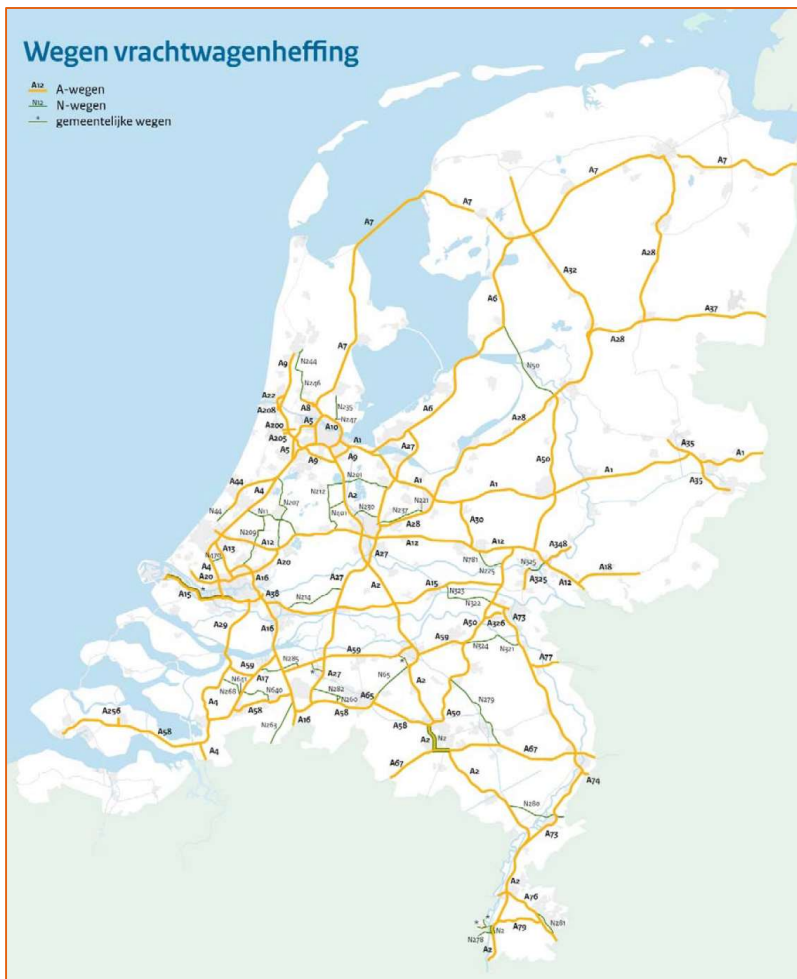 Wegen vrachtwagenheffing
A12 A-wegen
N12 N-wegen
* gemeentelijke wegen
A7
A7
A7
A7
A28
A32
A6
A37
A28
A7
A9
N244
N50
N246
A22
A8
N235
A6
A208
A5
N247
A10
A28
A200
A205
A1
A27
A35
A5
A9
A9
A1
A50
A1
A35
N201
A44
A4
A1
A1
N207
N212
A2
N221
N44
N11
N230
N237
A30
N401
A28
N209
A12
A12
A348
A13
A12
N470
A20
A27
N781
A18
A4
N225
N325
A20
A16
A2
A325
A12
A15
A38
A27
A15
N323
N214
N322
A29
A50
A73
A16
A326
A59
N285
A59
N324
N321
A77
A17
N641
A27
N65
A2
N268
N640
N282
A65
N279
A256
A4
A58
N260
A50
A58
A16
A58
A58
N263
A2
N2
A67
A4
A67
A2
A74
N280
A73
A2
A76
N2
A79
N281
N278
A2